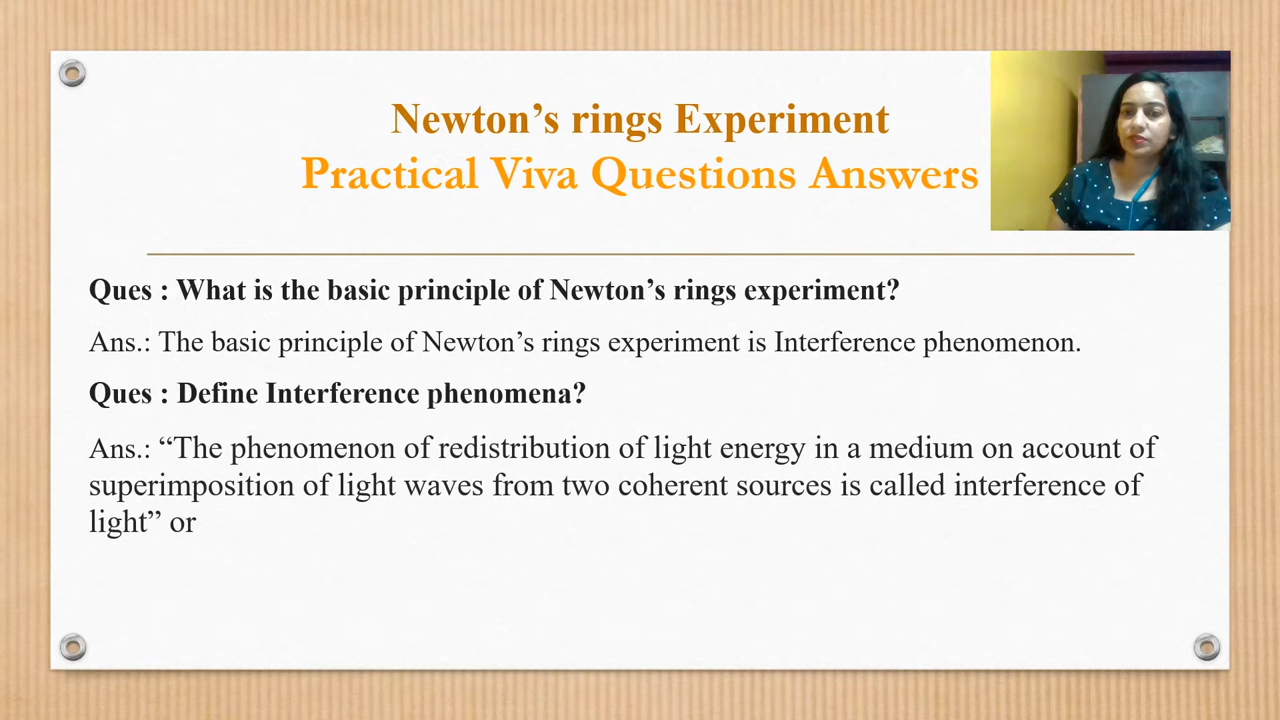 Newton’s rings Experiment
Practical Viva Questions Answers
Ques : What is the basic principle of Newton’s rings experiment?
Ans.: The basic principle of Newton’s rings experiment is Interference phenomenon.
Ques : Define Interference phenomena?
Ans.: “The phenomenon of redistribution of light energy in a medium on account of
superimposition of light waves from two coherent sources is called interference of
light” or